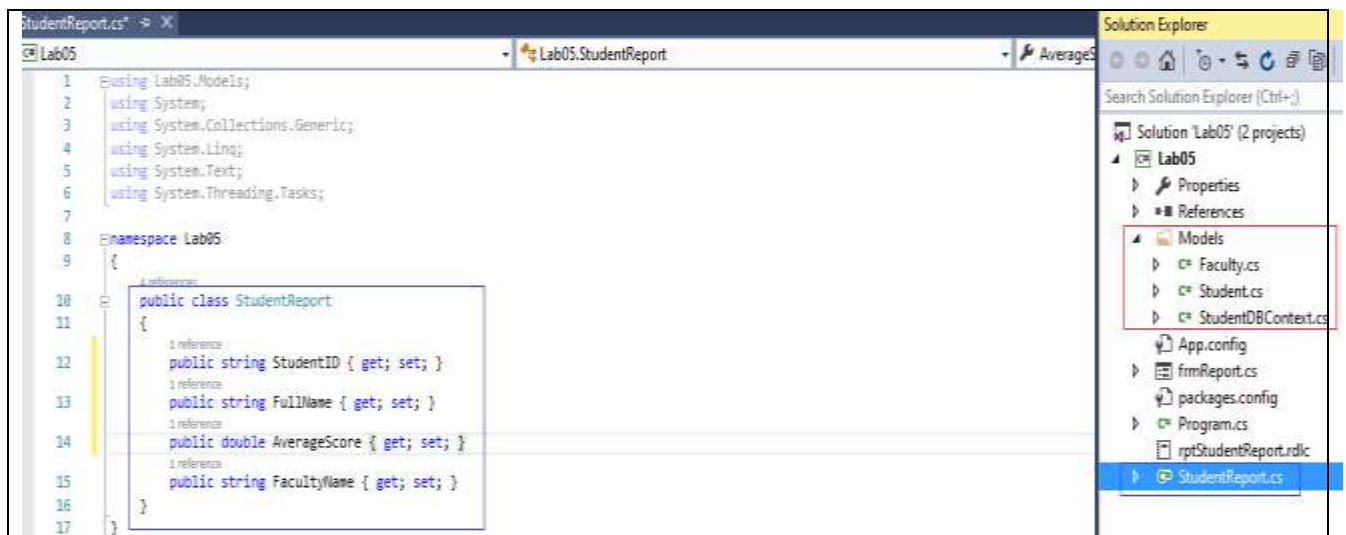 StudentReport.cs*
Lab05
Lab05.StudentReport
AverageS
1 using Lab05.Models;
2 using System;
3 using System.Collections.Generic;
4 using System.Linq;
5 using System.Text;
6 using System.Threading.Tasks;
7
8 namespace Lab05
9 {
4 references
10 public class StudentReport
11 {
1 reference
12 public string StudentID { get; set; }
1 reference
13 public string FullName { get; set; }
1 reference
14 public double AverageScore { get; set; }
1 reference
15 public string FacultyName { get; set; }
16 }
17 }
Solution Explorer
Search Solution Explorer (Ctrl+;)
Solution 'Lab05' (2 projects)
Lab05
Properties
References
Models
Faculty.cs
Student.cs
StudentDBContext.cs
App.config
frmReport.cs
packages.config
Program.cs
rptStudentReport.rdlc
StudentReport.cs